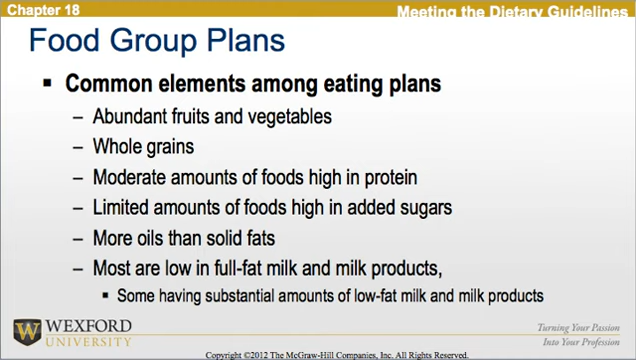 Chapter 18
Meeting the Dietary Guidelines
Food Group Plans
▪ Common elements among eating plans
– Abundant fruits and vegetables
– Whole grains
– Moderate amounts of foods high in protein
– Limited amounts of foods high in added sugars
– More oils than solid fats
– Most are low in full-fat milk and milk products,
▪ Some having substantial amounts of low-fat milk and milk products
W WEXFORD
UNIVERSITY
Turning Your Passion
Into Your Profession
Copyright ©2012 The McGraw-Hill Companies, Inc. All Rights Reserved.